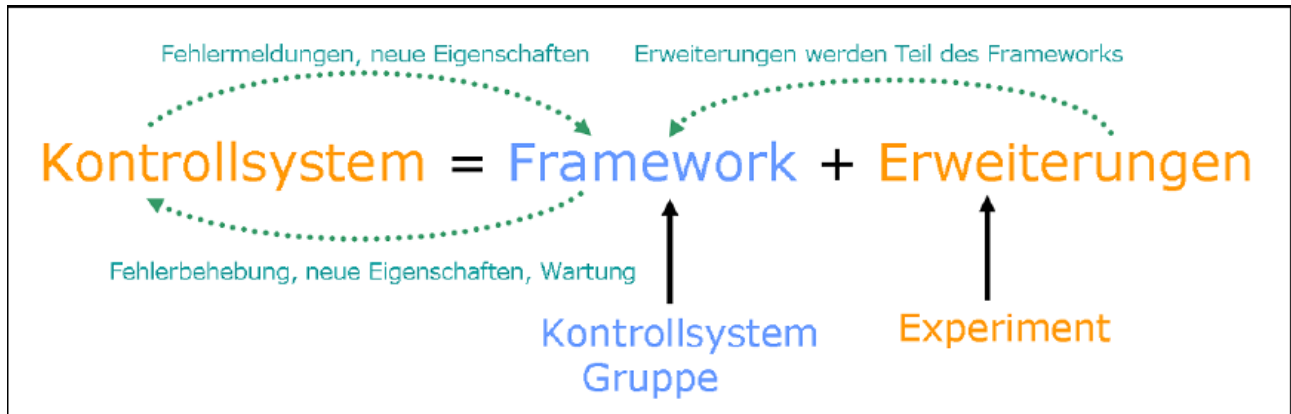 Fehlermeldungen, neue Eigenschaften
Erweiterungen werden Teil des Frameworks
Kontrollsystem = Framework + Erweiterungen
Fehlerbehebung, neue Eigenschaften, Wartung
Kontrollsystem
Gruppe
Experiment